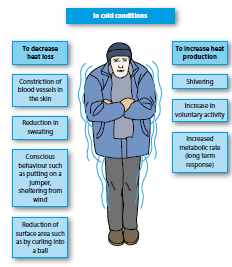 In cold conditions
To decrease
heat loss
Constriction of
blood vessels in
the skin
Reduction in
sweating
Conscious
behaviour such
as putting on a
jumper,
sheltering from
wind
Reduction of
surface area such
as by curling into
a ball
To increase heat
production
Shivering
Increase in
voluntary activity
Increased
metabolic rate
(long term
response)